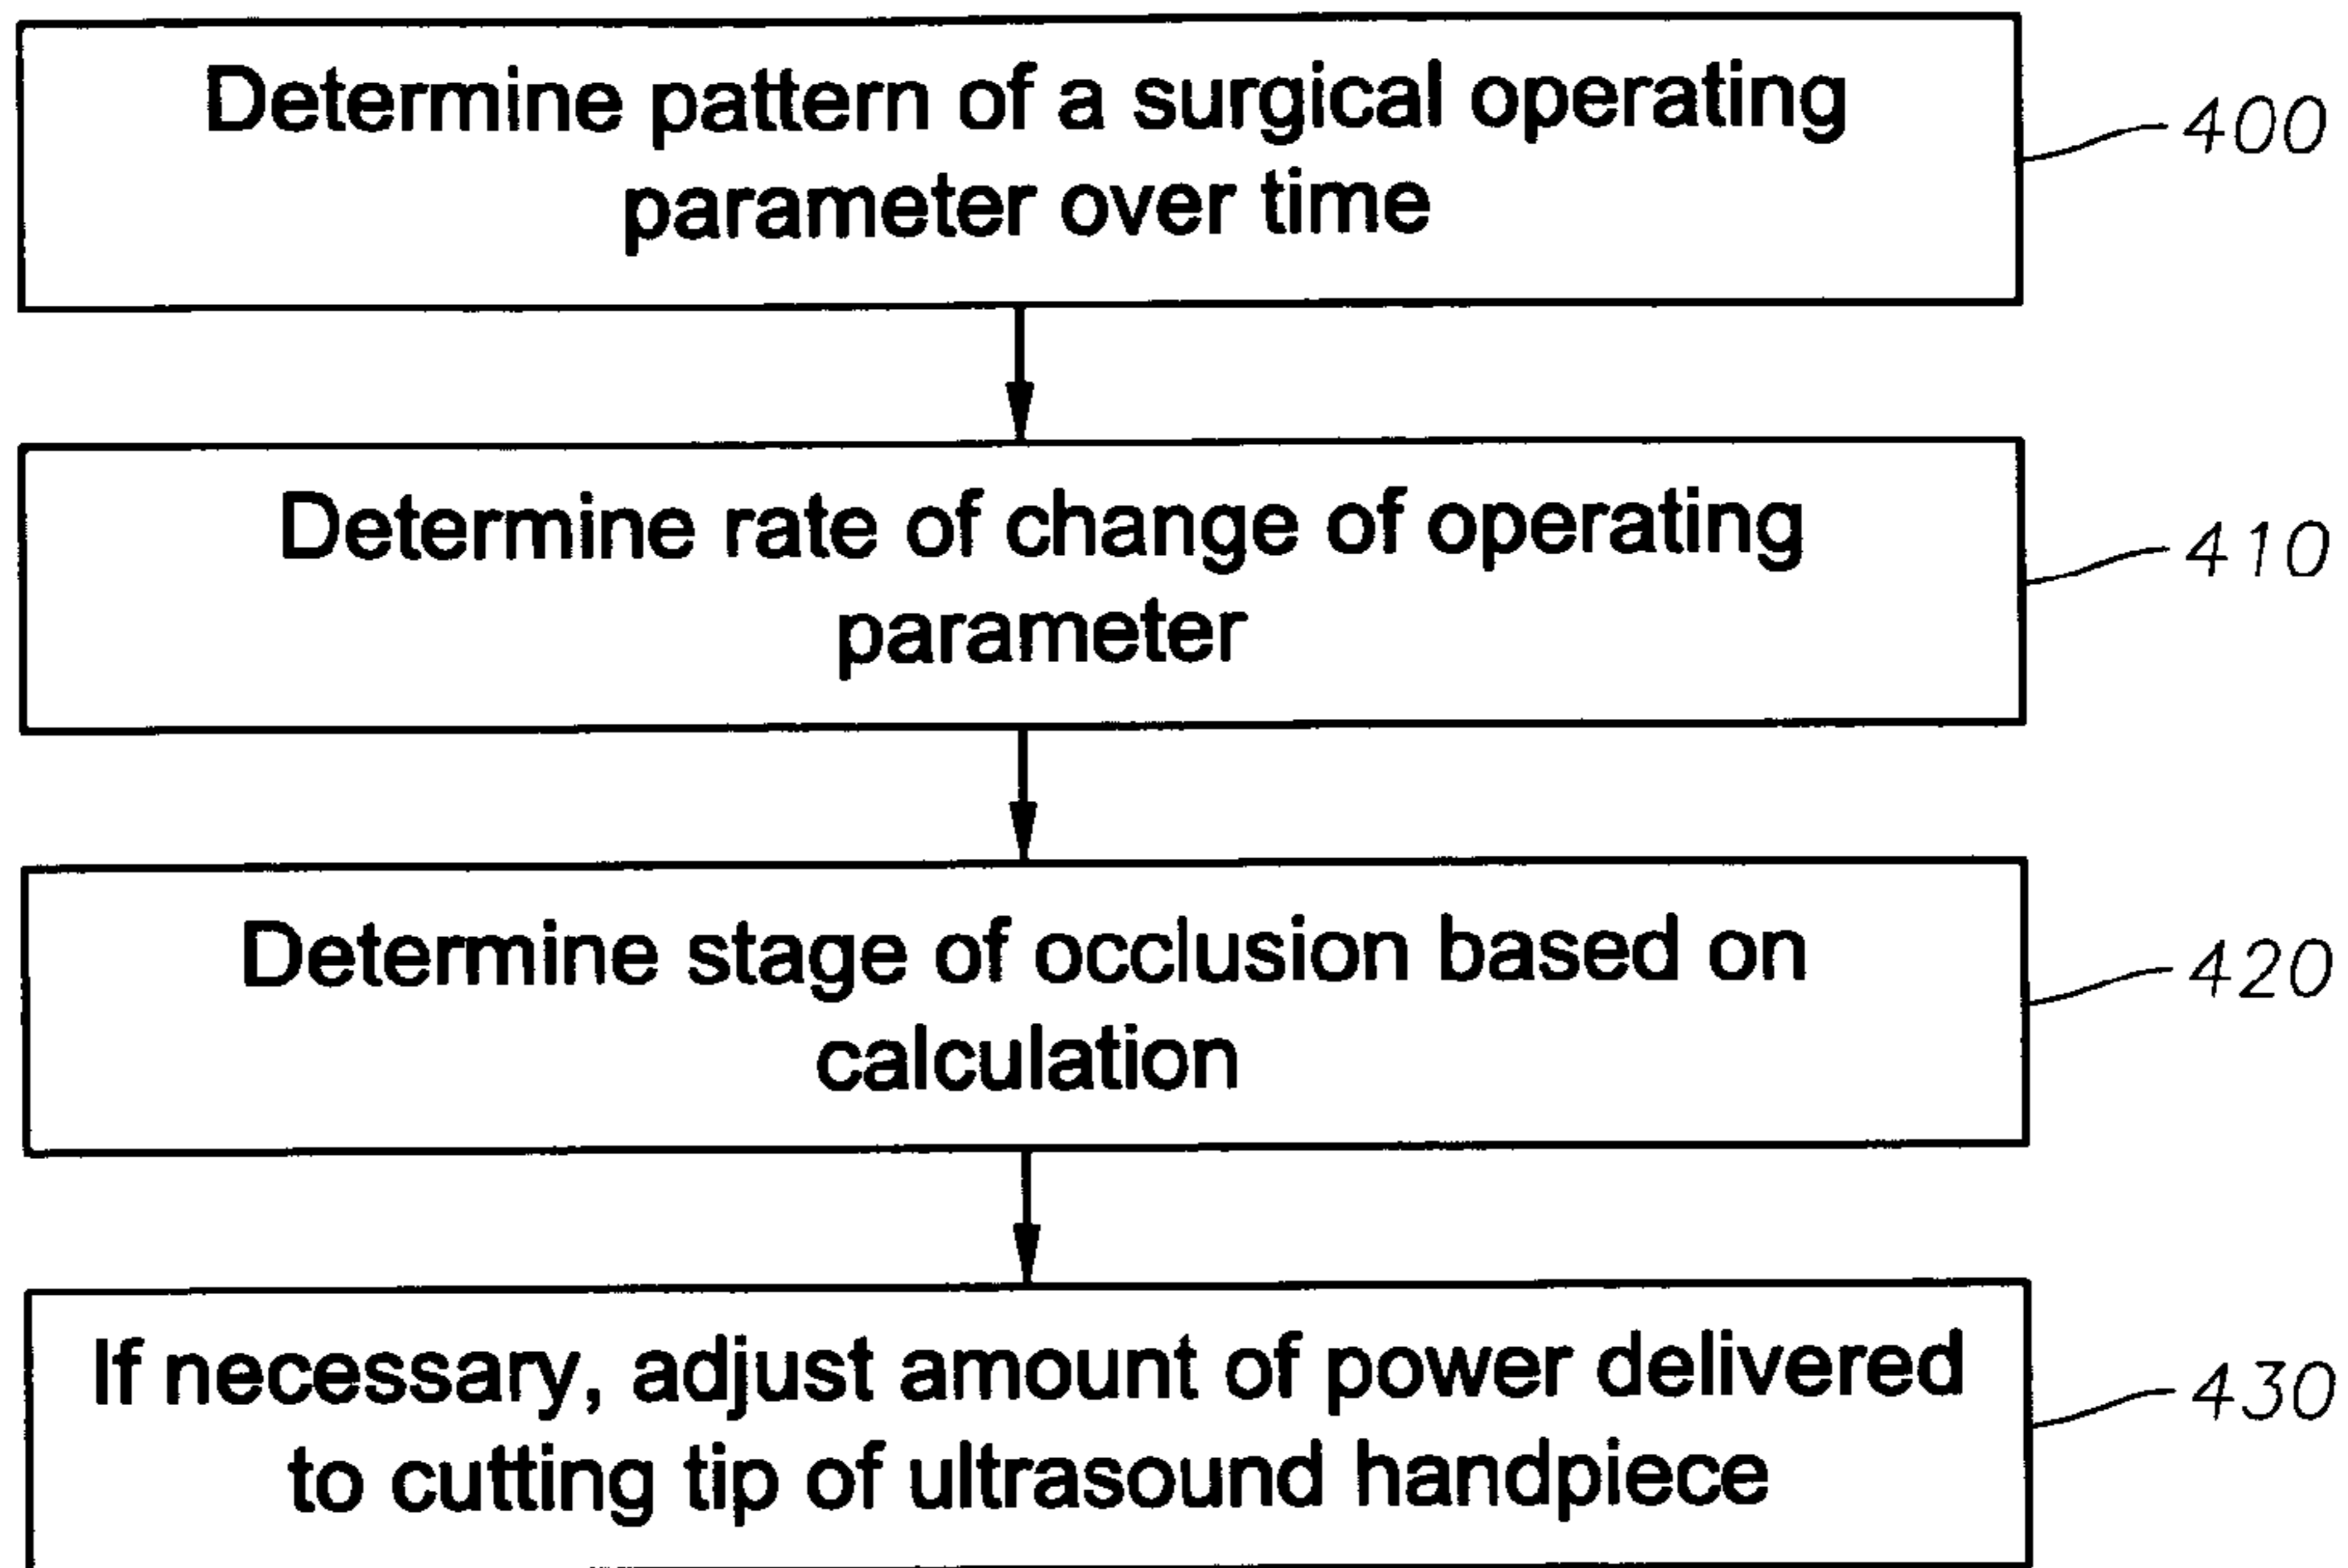 Determine pattern of a surgical operating
parameter over time
400
Determine rate of change of operating
parameter
410
Determine stage of occlusion based on
calculation
420
If necessary, adjust amount of power delivered
to cutting tip of ultrasound handpiece
430